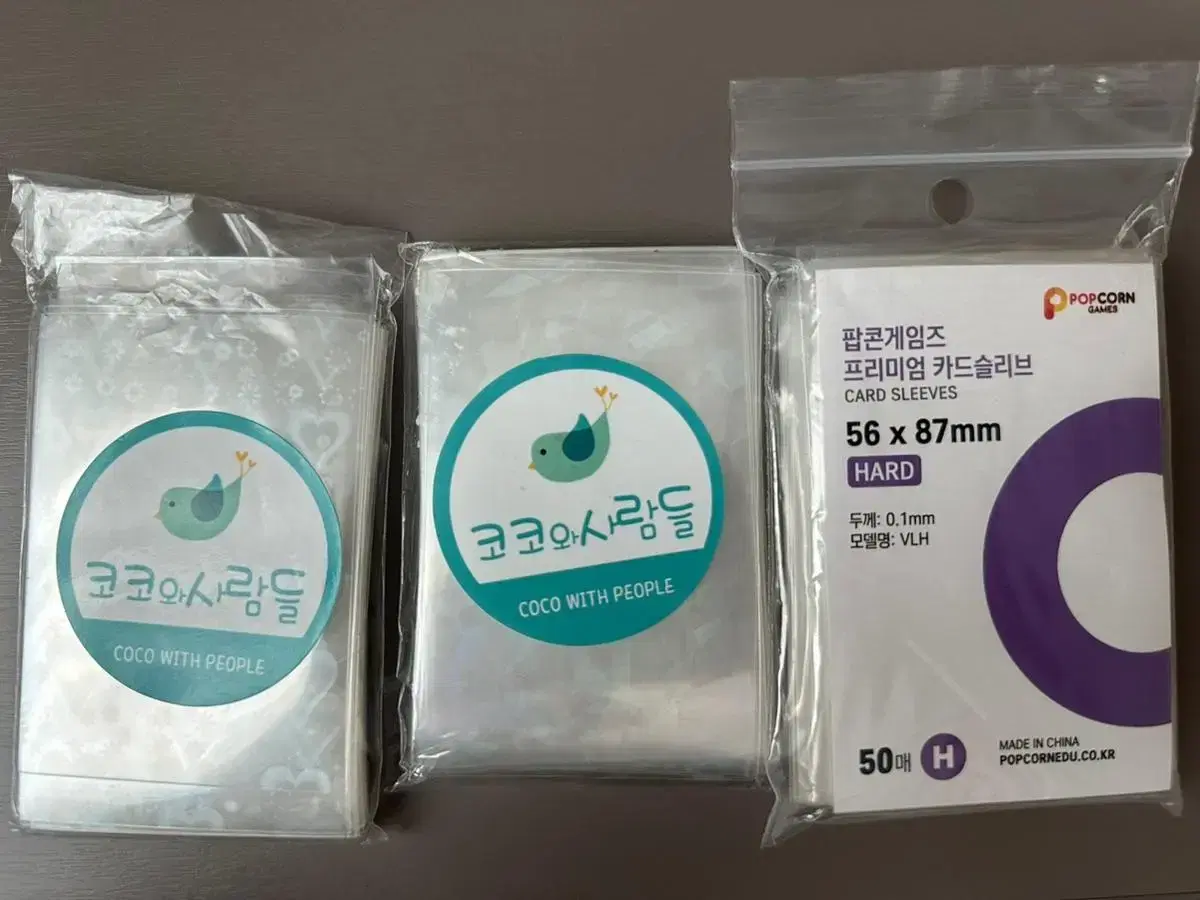 코코와사람들
COCO WITH PEOPLE
코코와사람들
COCO WITH PEOPLE
POPCORN
GAMES
팝콘게임즈
프리미엄 카드슬리브
CARD SLEEVES
56 x 87mm
HARD
두께: 0.1mm
모델명: VLH
50매 H
MADE IN CHINA
POPCORNEDU.CO.KR